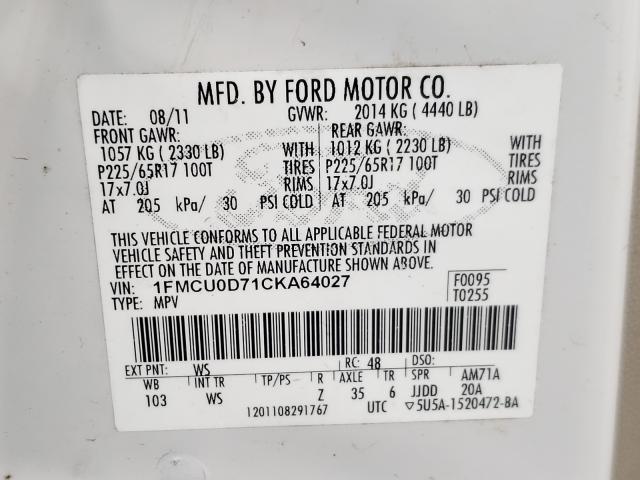 MFD. BY FORD MOTOR CO.
DATE: 08/11 GVWR: 2014 KG ( 4440 LB)
FRONT GAWR: REAR GAWR:
1057 KG ( 2330 LB) WITH 1012 KG ( 2230 LB) WITH
P225/65R17 100T TIRES P225/65R17 100T TIRES
17x7.0J RIMS 17x7.0J RIMS
AT 205 kPa/ 30 PSI COLD AT 205 kPa/ 30 PSI COLD
THIS VEHICLE CONFORMS TO ALL APPLICABLE FEDERAL MOTOR
VEHICLE SAFETY AND THEFT PREVENTION STANDARDS IN
EFFECT ON THE DATE OF MANUFACTURE SHOWN ABOVE.
VIN: 1FMCU0D71CKA64027 F0095
TYPE: MPV T0255
EXT PNT: WS RC: 48 DSO:
WB INT TR TP/PS R AXLE TR SPR AM71A
103 WS Z 35 6 JJDD 20A
1201108291767 UTC ▽5U5A-1520472-BA